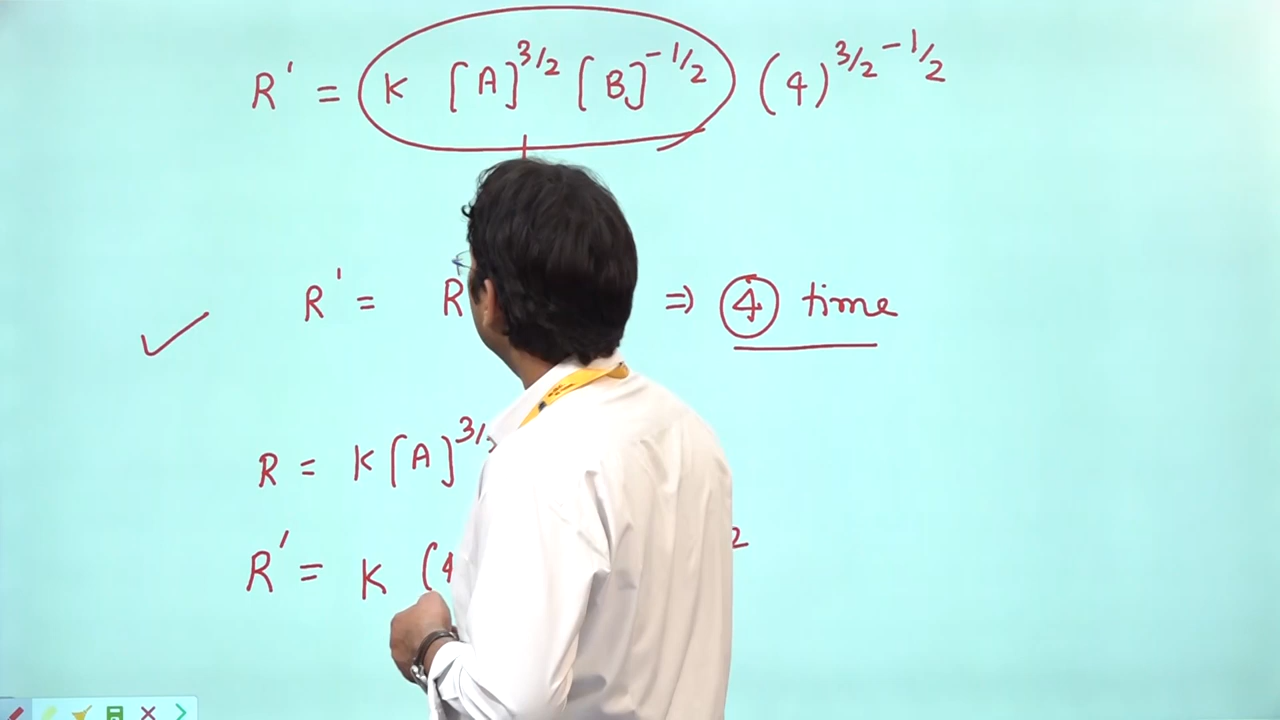 R' = K [A]^3/2 [B]^-1/2 (4)^3/2 -1/2
R' = R ⇒ 4 time
R = K [A]^3/
R' = K (4 2